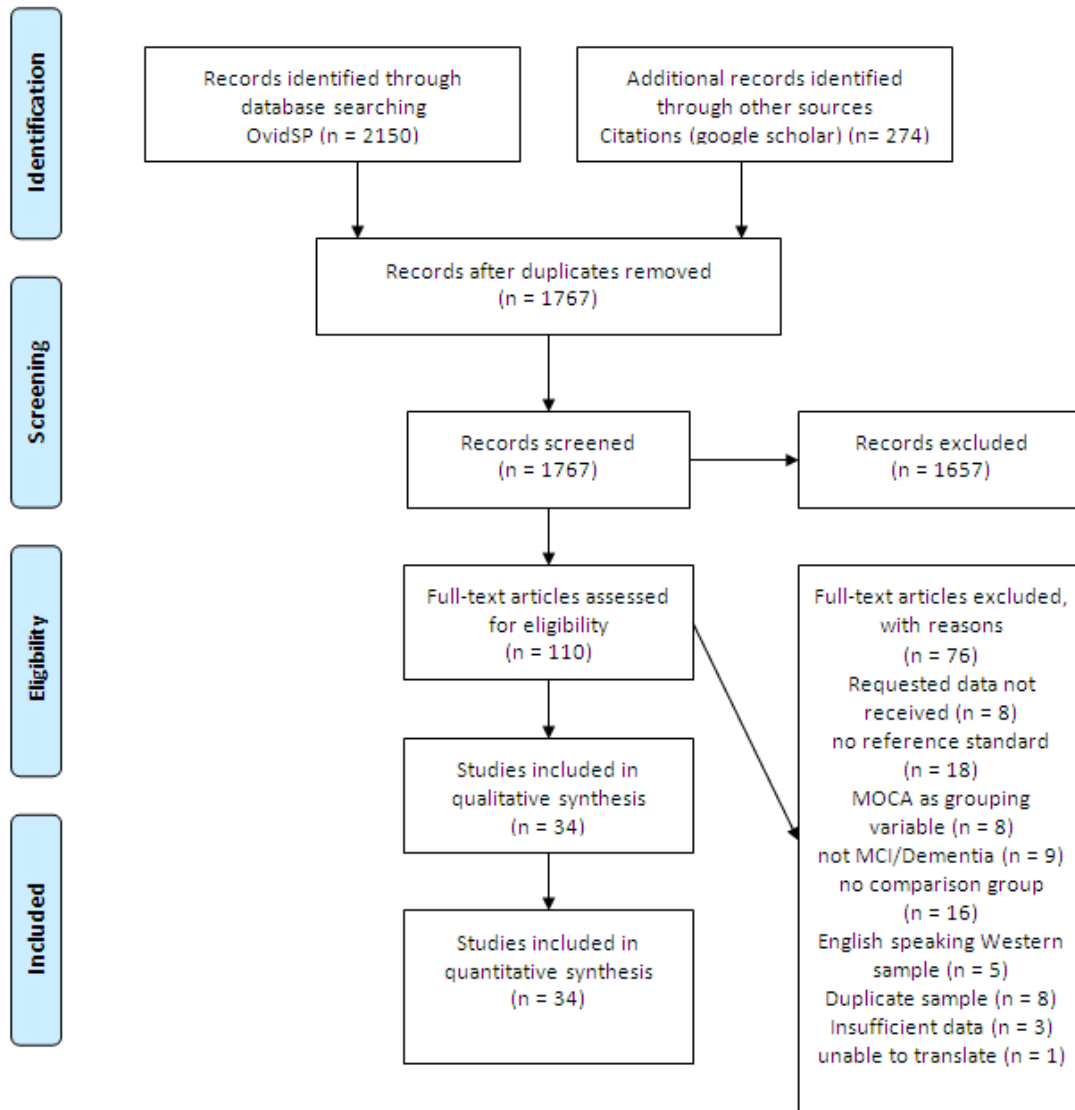 Identification
Records identified through
database searching
OvidSP (n = 2150)
Additional records identified
through other sources
Citations (google scholar) (n= 274)
Records after duplicates removed
(n = 1767)
Screening
Records screened
(n = 1767)
Records excluded
(n = 1657)
Eligibility
Full-text articles assessed
for eligibility
(n = 110)
Full-text articles excluded,
with reasons
(n = 76)
Requested data not
received (n = 8)
no reference standard
(n = 18)
MOCA as grouping
variable (n = 8)
not MCI/Dementia (n = 9)
no comparison group
(n = 16)
English speaking Western
sample (n = 5)
Duplicate sample (n = 8)
Insufficient data (n = 3)
unable to translate (n = 1)
Studies included in
qualitative synthesis
(n = 34)
Included
Studies included in
quantitative synthesis
(n = 34)